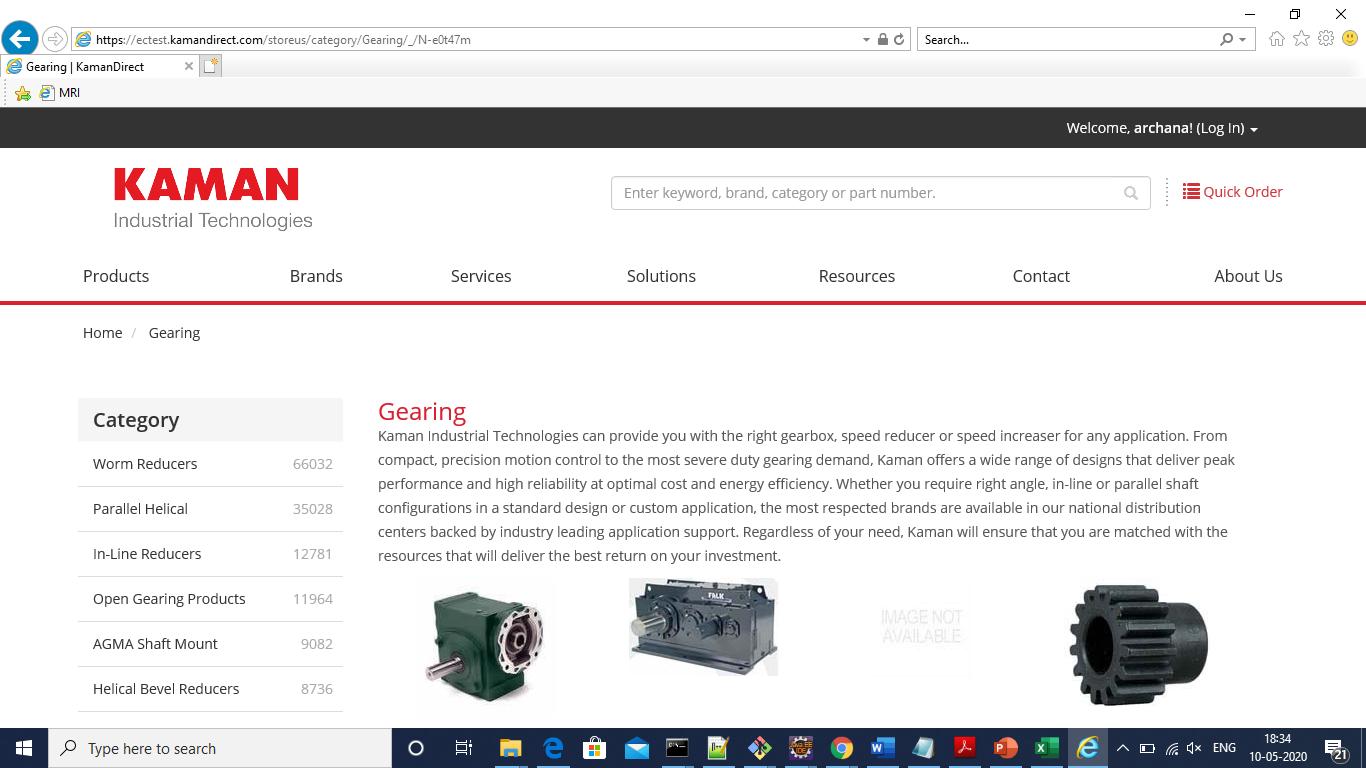 https://ectest.kamandirect.com/storeus/category/Gearing/_/N-e0t47m
Search...
Gearing | KamanDirect
MRI
Welcome, archana! (Log In)
KAMAN
Industrial Technologies
Enter keyword, brand, category or part number.
Quick Order
Products Brands Services Solutions Resources Contact About Us
Home / Gearing
Category
Worm Reducers 66032
Parallel Helical 35028
In-Line Reducers 12781
Open Gearing Products 11964
AGMA Shaft Mount 9082
Helical Bevel Reducers 8736
Gearing
Kaman Industrial Technologies can provide you with the right gearbox, speed reducer or speed increaser for any application. From
compact, precision motion control to the most severe duty gearing demand, Kaman offers a wide range of designs that deliver peak
performance and high reliability at optimal cost and energy efficiency. Whether you require right angle, in-line or parallel shaft
configurations in a standard design or custom application, the most respected brands are available in our national distribution
centers backed by industry leading application support. Regardless of your need, Kaman will ensure that you are matched with the
resources that will deliver the best return on your investment.
FALK
IMAGE NOT
AVAILABLE
Type here to search
ENG
18:34
10-05-2020
21